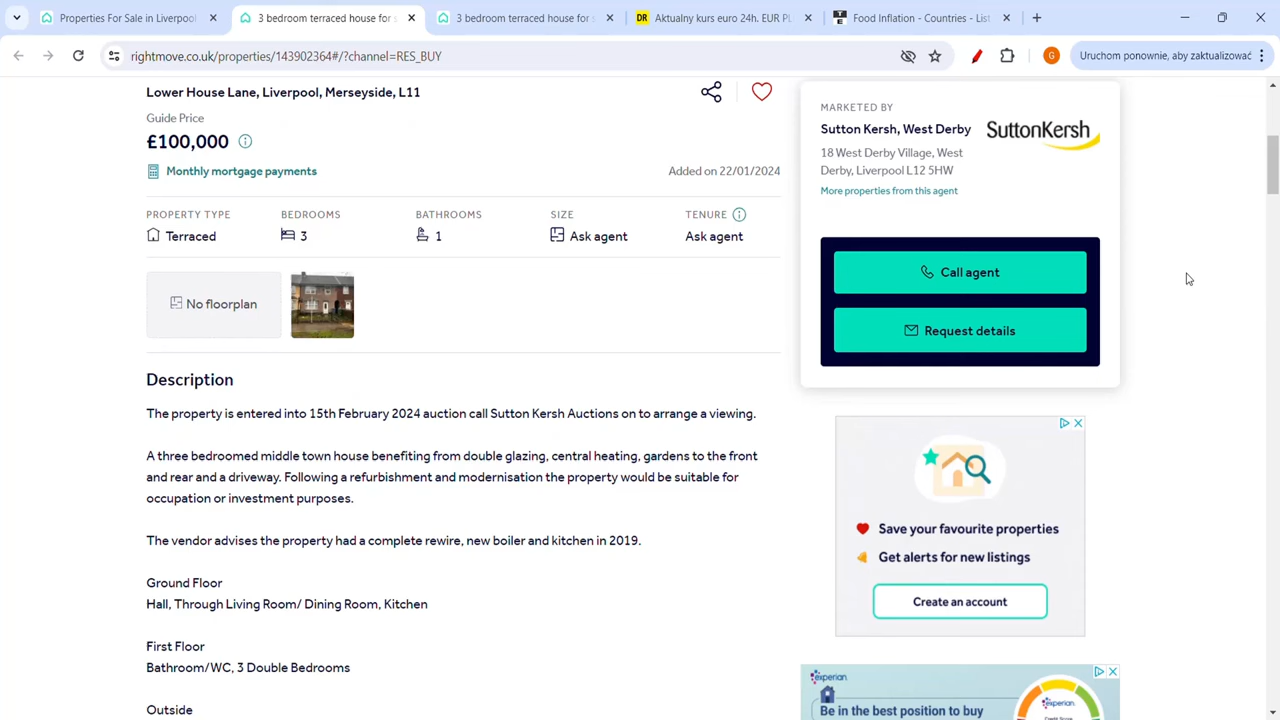 Properties For Sale in Liverpool
3 bedroom terraced house for s
3 bedroom terraced house for s
DR Aktualny kurs euro 24h. EUR PL
TE Food Inflation - Countries - List
rightmove.co.uk/properties/143902364#/?channel=RES_BUY
G
Uruchom ponownie, aby zaktualizować
Lower House Lane, Liverpool, Merseyside, L11
Guide Price
£100,000
Monthly mortgage payments
Added on 22/01/2024
PROPERTY TYPE BEDROOMS BATHROOMS SIZE TENURE
Terraced 3 1 Ask agent Ask agent
No floorplan
Description
The property is entered into 15th February 2024 auction call Sutton Kersh Auctions on to arrange a viewing.
A three bedroomed middle town house benefiting from double glazing, central heating, gardens to the front
and rear and a driveway. Following a refurbishment and modernisation the property would be suitable for
occupation or investment purposes.
The vendor advises the property had a complete rewire, new boiler and kitchen in 2019.
Ground Floor
Hall, Through Living Room/ Dining Room, Kitchen
First Floor
Bathroom/WC, 3 Double Bedrooms
Outside
MARKETED BY
Sutton Kersh, West Derby
SuttonKersh
18 West Derby Village, West
Derby, Liverpool L12 5HW
More properties from this agent
Call agent
Request details
Save your favourite properties
Get alerts for new listings
Create an account
experian.
Be in the best position to buy
experian.